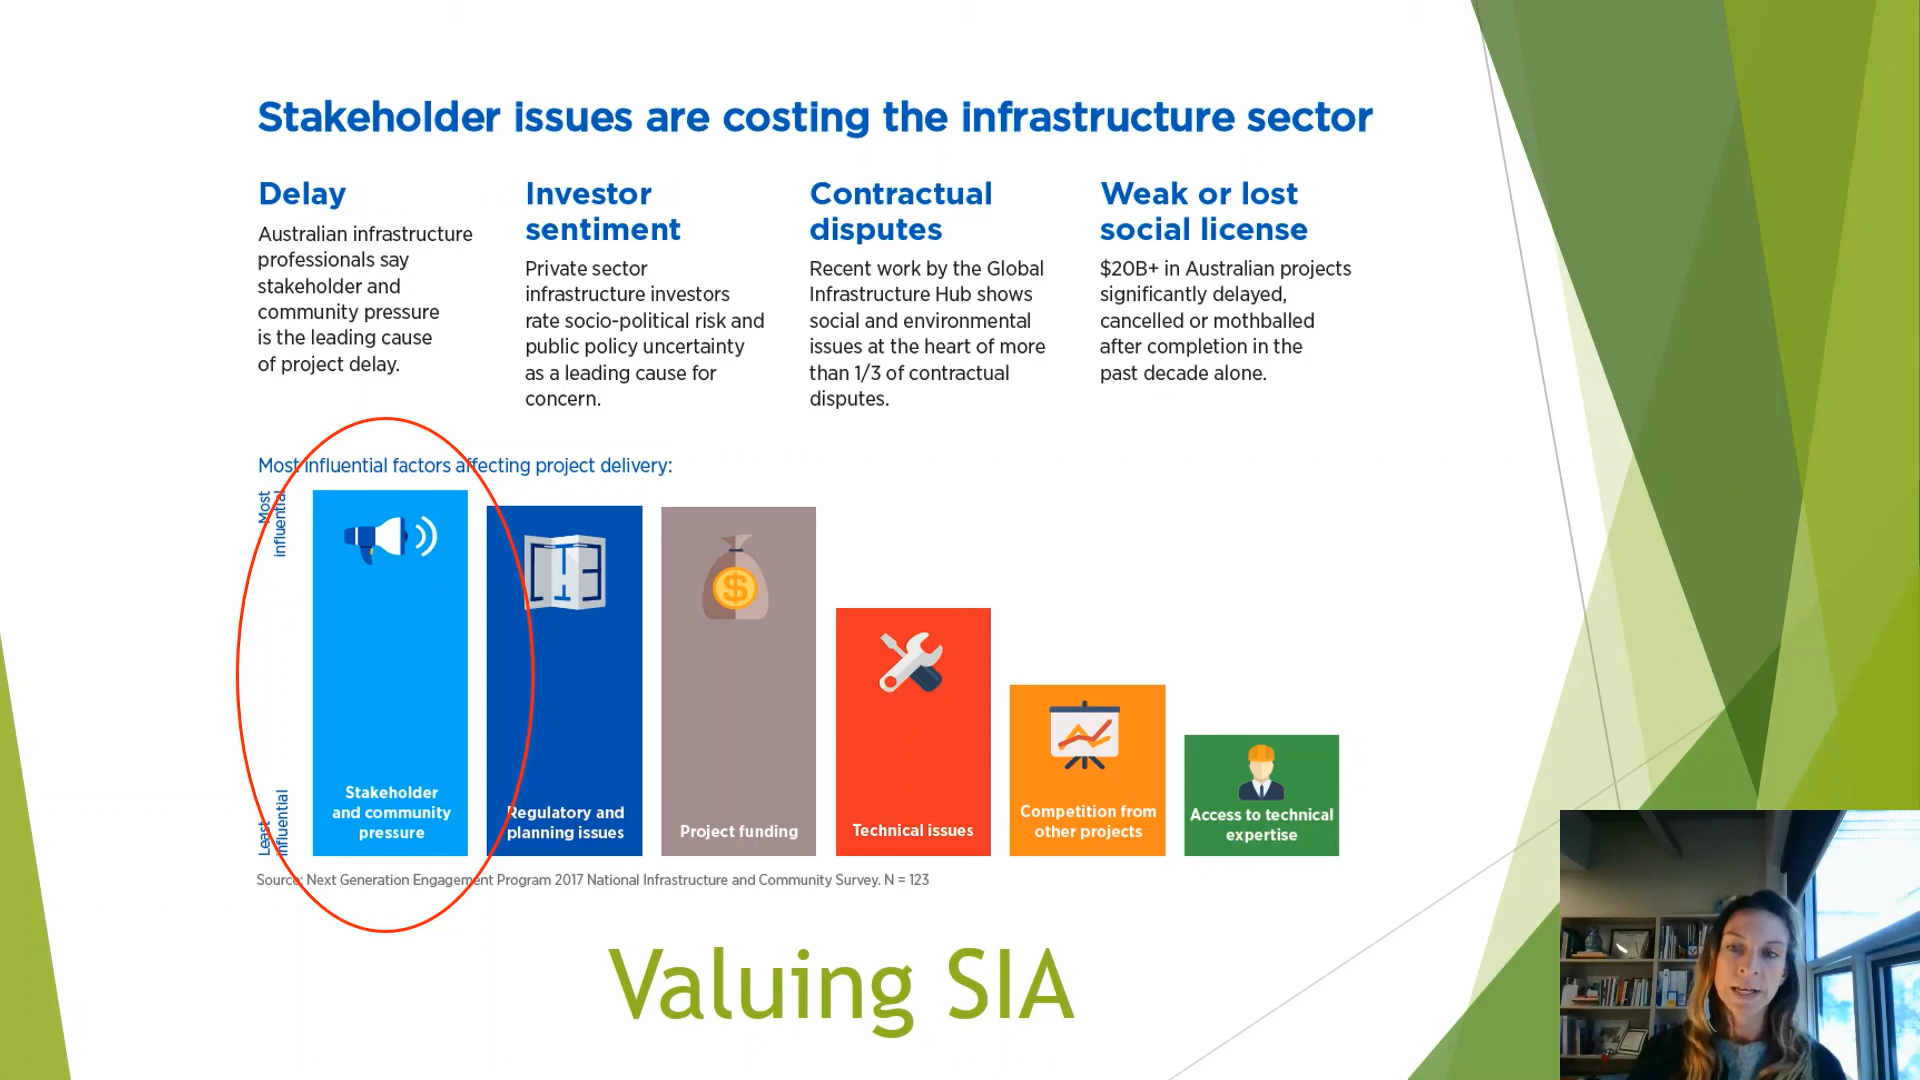 Stakeholder issues are costing the infrastructure sector
Delay
Australian infrastructure
professionals say
stakeholder and
community pressure
is the leading cause
of project delay.
Investor
sentiment
Private sector
infrastructure investors
rate socio-political risk and
public policy uncertainty
as a leading cause for
concern.
Contractual
disputes
Recent work by the Global
Infrastructure Hub shows
social and environmental
issues at the heart of more
than 1/3 of contractual
disputes.
Weak or lost
social license
$20B+ in Australian projects
significantly delayed,
cancelled or mothballed
after completion in the
past decade alone.
Most influential factors affecting project delivery:
Most
influential
Least
influential
Stakeholder
and community
pressure
Regulatory and
planning issues
$
Project funding
Technical issues
Competition from
other projects
Access to technical
expertise
Source: Next Generation Engagement Program 2017 National Infrastructure and Community Survey. N = 123
Valuing SIA